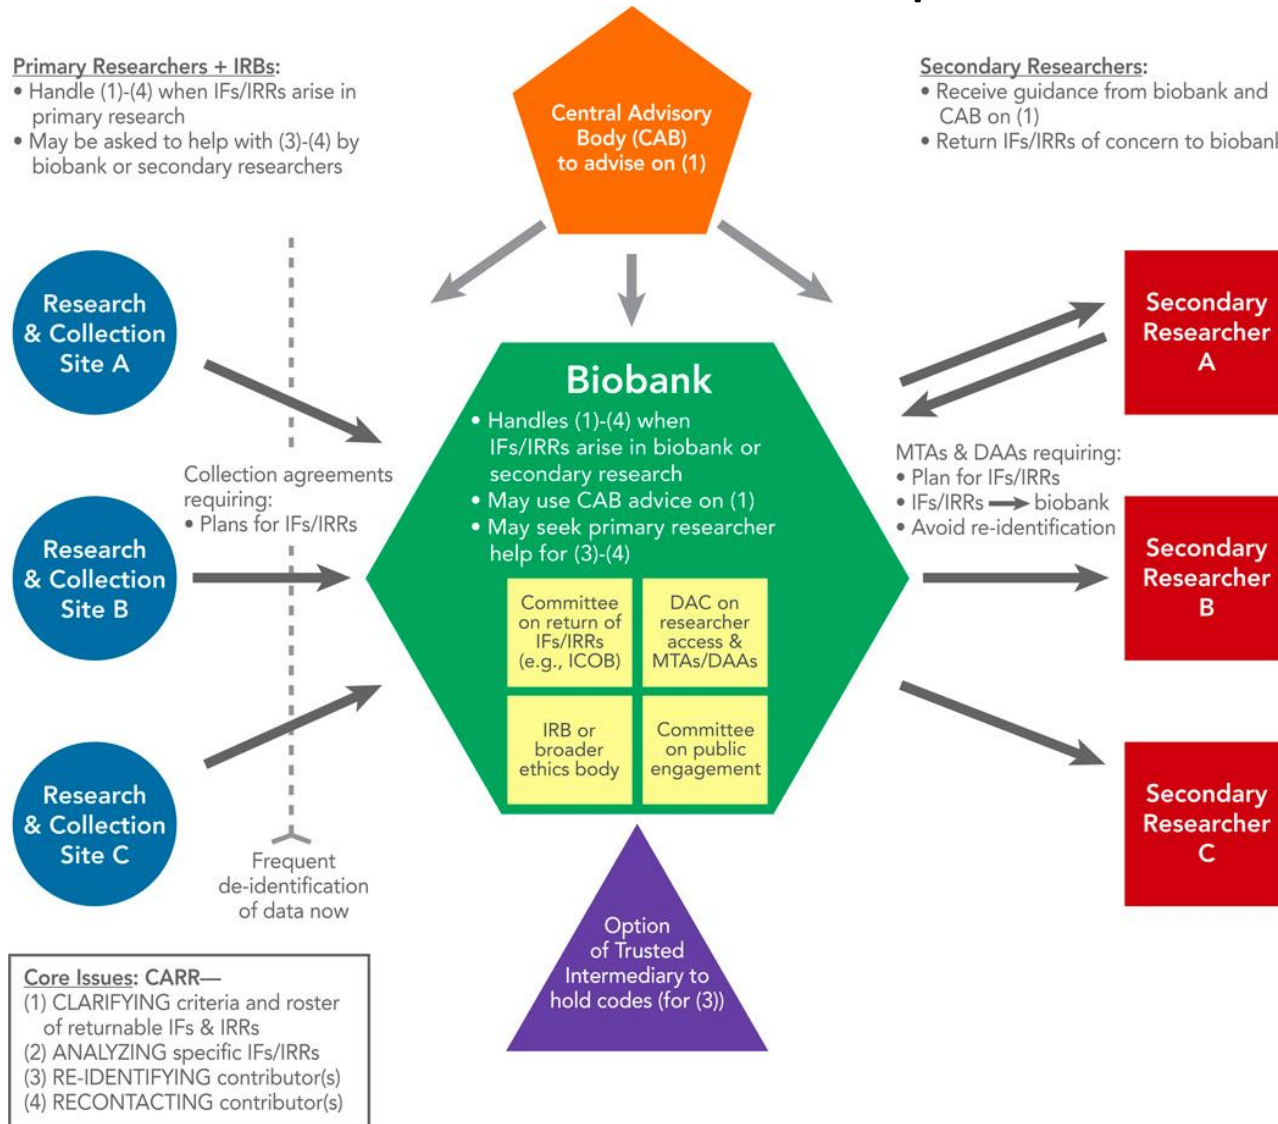 Primary Researchers + IRBs:
• Handle (1)-(4) when IFs/IRRs arise in
primary research
• May be asked to help with (3)-(4) by
biobank or secondary researchers
Central Advisory
Body (CAB)
to advise on (1)
Secondary Researchers:
• Receive guidance from biobank and
CAB on (1)
• Return IFs/IRRs of concern to biobank
Research
& Collection
Site A
Research
& Collection
Site B
Research
& Collection
Site C
Collection agreements
requiring:
• Plans for IFs/IRRs
Frequent
de-identification
of data now
Biobank
• Handles (1)-(4) when
IFs/IRRs arise in biobank or
secondary research
• May use CAB advice on (1)
• May seek primary researcher
help for (3)-(4)
Committee
on return of
IFs/IRRs
(e.g., ICOB)
DAC on
researcher
access &
MTAs/DAAs
IRB or
broader
ethics body
Committee
on public
engagement
MTAs & DAAs requiring:
• Plan for IFs/IRRs
• IFs/IRRs → biobank
• Avoid re-identification
Secondary
Researcher
A
Secondary
Researcher
B
Secondary
Researcher
C
Option
of Trusted
Intermediary to
hold codes (for (3))
Core Issues: CARR—
(1) CLARIFYING criteria and roster
of returnable IFs & IRRs
(2) ANALYZING specific IFs/IRRs
(3) RE-IDENTIFYING contributor(s)
(4) RECONTACTING contributor(s)